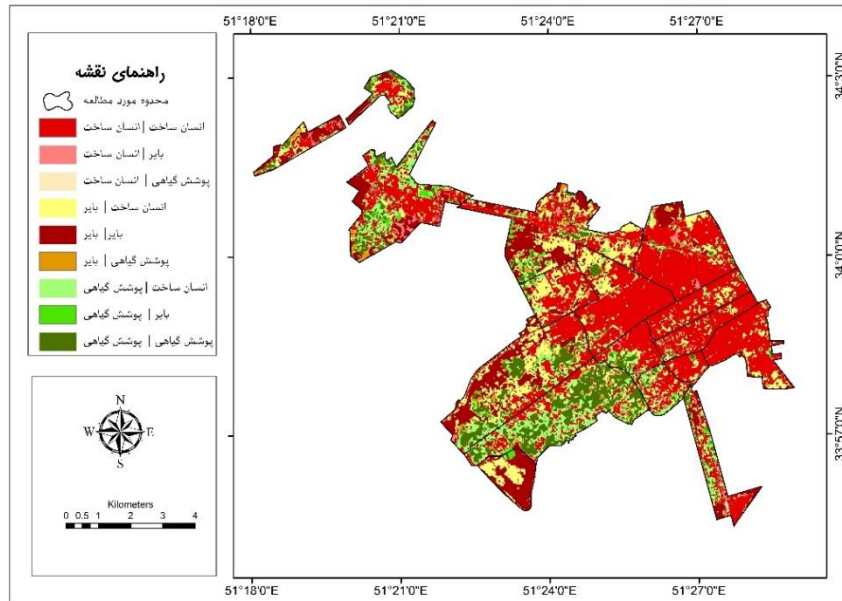 51°18'0"E 51°21'0"E 51°24'0"E 51°27'0"E
راهنمای نقشه
محدوده مورد مطالعه
انسان ساخت | انسان ساخت
بایر | انسان ساخت
پوشش گیاهی | انسان ساخت
انسان ساخت | بایر
بایر | بایر
پوشش گیاهی | بایر
انسان ساخت | پوشش گیاهی
بایر | پوشش گیاهی
پوشش گیاهی | پوشش گیاهی
N
W E
S
Kilometers
0 0.5 1 2 3 4
34°3'0"N
34°0'0"N
33°57'0"N
51°18'0"E 51°21'0"E 51°24'0"E 51°27'0"E